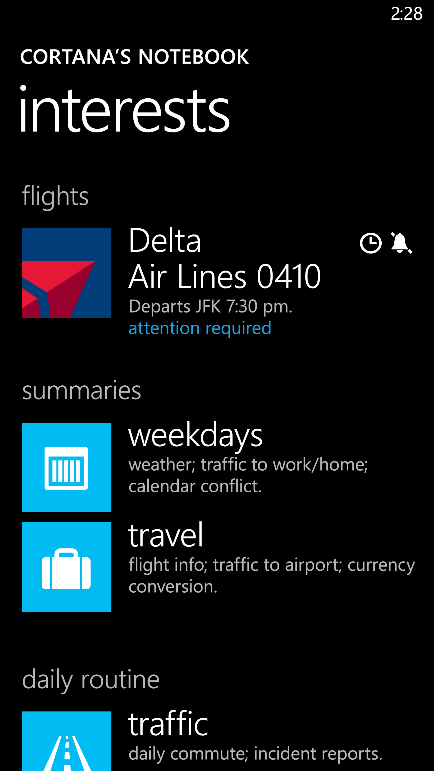 2:28
CORTANA'S NOTEBOOK
interests
flights
Delta
Air Lines 0410
Departs JFK 7:30 pm.
attention required
summaries
weekdays
weather; traffic to work/home;
calendar conflict.
travel
flight info; traffic to airport; currency
conversion.
daily routine
traffic
daily commute; incident reports.